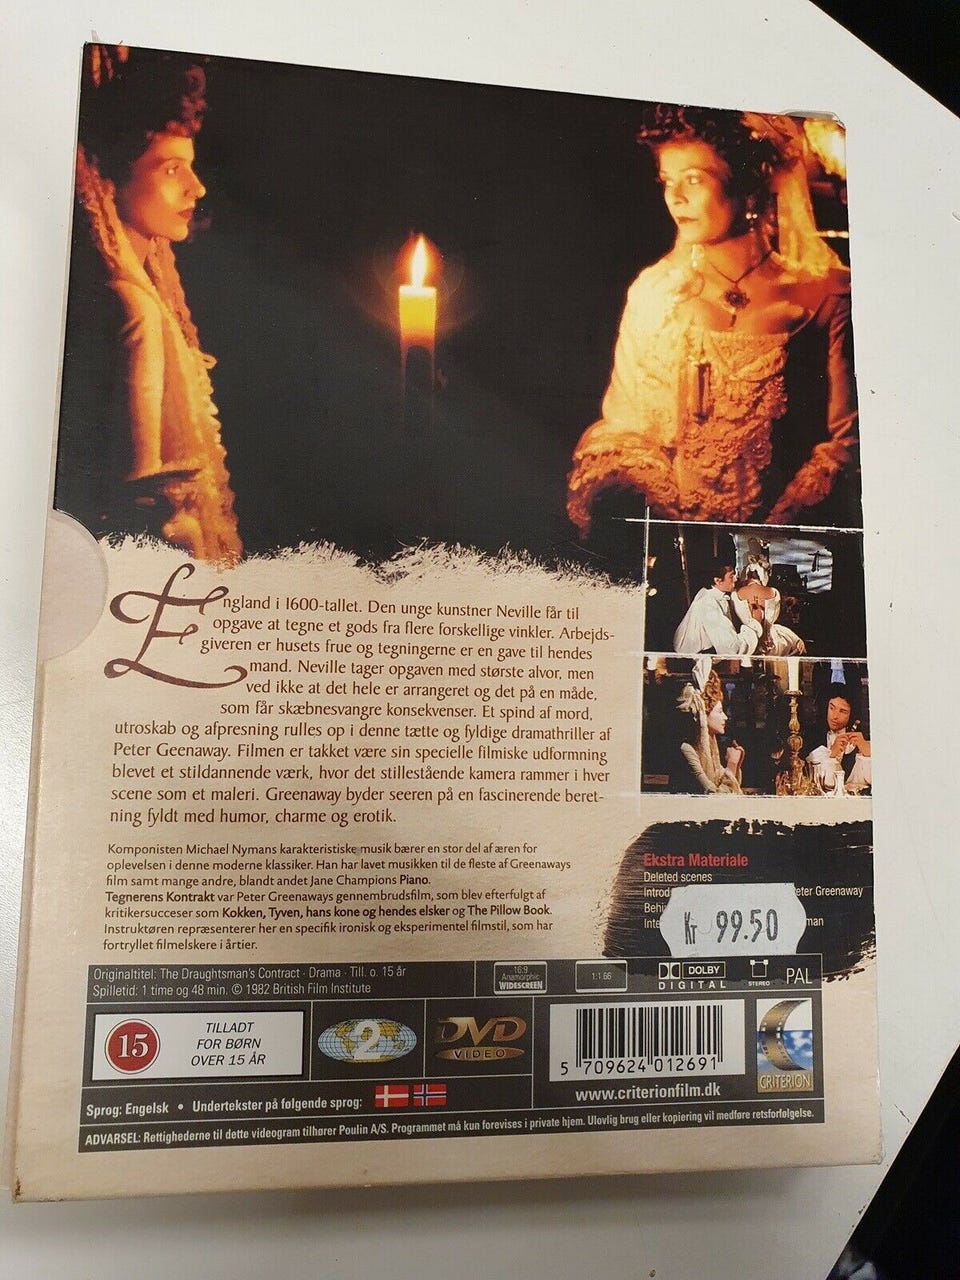 England i 1600-tallet. Den unge kunstner Neville får til
opgave at tegne et gods fra flere forskellige vinkler. Arbejds-
giveren er husets frue og tegningerne er en gave til hendes
mand. Neville tager opgaven med største alvor, men
ved ikke at det hele er arrangeret og det på en måde,
som får skæbnesvangre konsekvenser. Et spind af mord,
utroskab og afpresning rulles op i denne tætte og fyldige dramathriller af
Peter Geenaway. Filmen er takket være sin specielle filmiske udformning
blevet et stildannende værk, hvor det stillestående kamera rammer i hver
scene som et maleri. Greenaway byder seeren på en fascinerende beret-
ning fyldt med humor, charme og erotik.
Komponisten Michael Nymans karakteristiske musik bærer en stor del af æren for
oplevelsen i denne moderne klassiker. Han har lavet musikken til de fleste af Greenaways
film samt mange andre, blandt andet Jane Champions Piano.
Tegnerens Kontrakt var Peter Greenaways gennembrudsfilm, som blev efterfulgt af
kritikersucceser som Kokken, Tyven, hans kone og hendes elsker og The Pillow Book.
Instruktøren repræsenterer her en specifik ironisk og eksperimentel filmstil, som har
fortryllet filmelskere i årtier.
Ekstra Materiale
Deleted scenes
Peter Greenaway
Kr 99.50
Originaltitel: The Draughtsman's Contract · Drama · Till. o. 15 år
Spilletid: 1 time og 48 min. © 1982 British Film Institute
16:9
Anamorphic
WIDESCREEN
1:1.66
DOLBY
DIGITAL
STEREO
PAL
15
TILLADT
FOR BØRN
OVER 15 ÅR
2
DVD
VIDEO
5 709624 012691
www.criterionfilm.dk
CRITERION
Sprog: Engelsk • Undertekster på følgende sprog:
ADVARSEL: Rettighederne til dette videogram tilhører Poulin A/S. Programmet må kun forevises i private hjem. Ulovlig brug eller kopiering vil medføre retsforfølgelse.